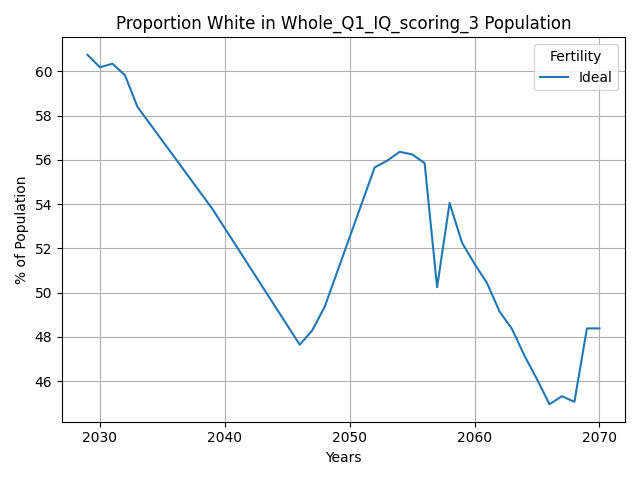 Proportion White in Whole_Q1_IQ_scoring_3 Population
Fertility
Ideal
% of Population
60
58
56
54
52
50
48
46
2030 2040 2050 2060 2070
Years